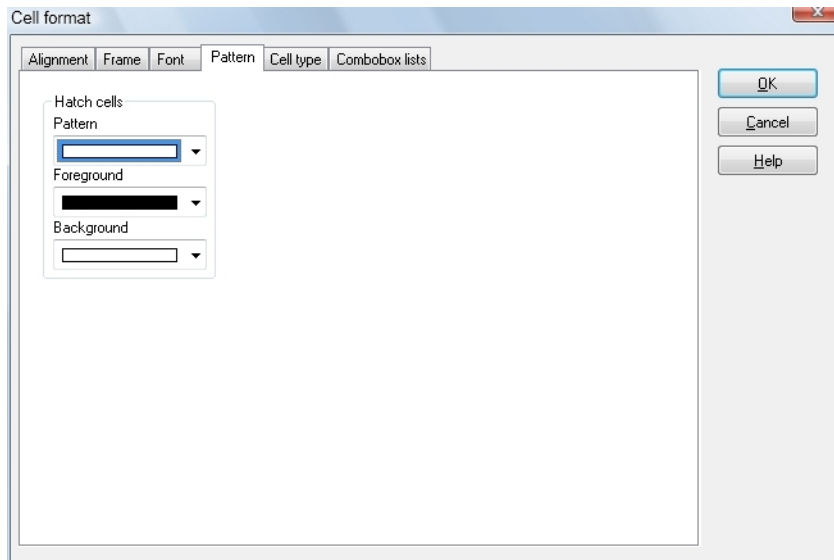 Cell format
Alignment Frame Font Pattern Cell type Combobox lists
Hatch cells
Pattern
Foreground
Background
OK
Cancel
Help